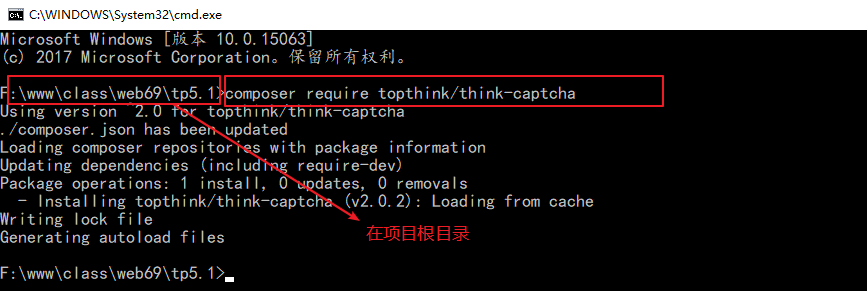 C:\WINDOWS\System32\cmd.exe
Microsoft Windows [版本 10.0.15063]
(c) 2017 Microsoft Corporation。保留所有权利。
F:\www\class\web69\tp5.1>composer require topthink/think-captcha
Using version ^2.0 for topthink/think-captcha
./composer.json has been updated
Loading composer repositories with package information
Updating dependencies (including require-dev)
Package operations: 1 install, 0 updates, 0 removals
- Installing topthink/think-captcha (v2.0.2): Loading from cache
Writing lock file
Generating autoload files
在项目根目录
F:\www\class\web69\tp5.1>